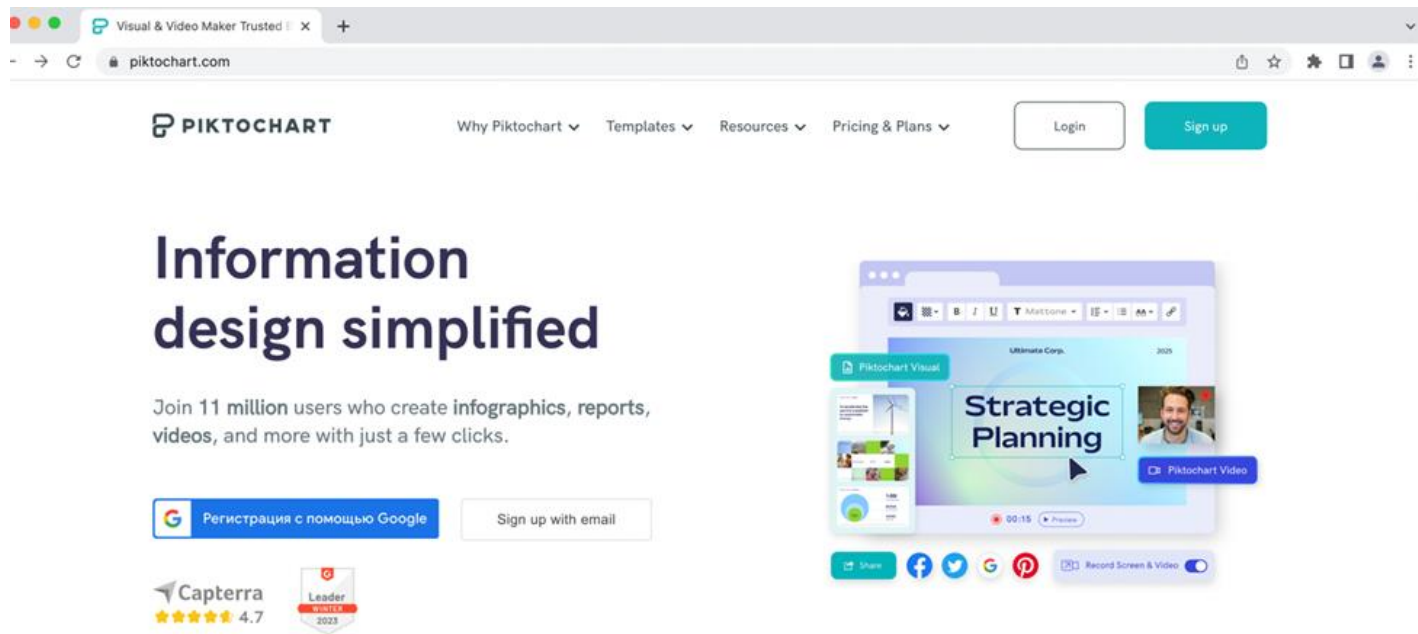 Visual & Video Maker Trusted
piktochart.com
PIKTOCHART
Why Piktochart
Templates
Resources
Pricing & Plans
Login
Sign up
Information
design simplified
Join 11 million users who create infographics, reports,
videos, and more with just a few clicks.
Регистрация с помощью Google
Sign up with email
Capterra
4.7
G
Leader
WINTER
2023
B I U T Mattone
Ultimate Corp.
2025
Piktochart Visual
Strategic
Planning
Piktochart Video
00:15
Preview
Share
Record Screen & Video